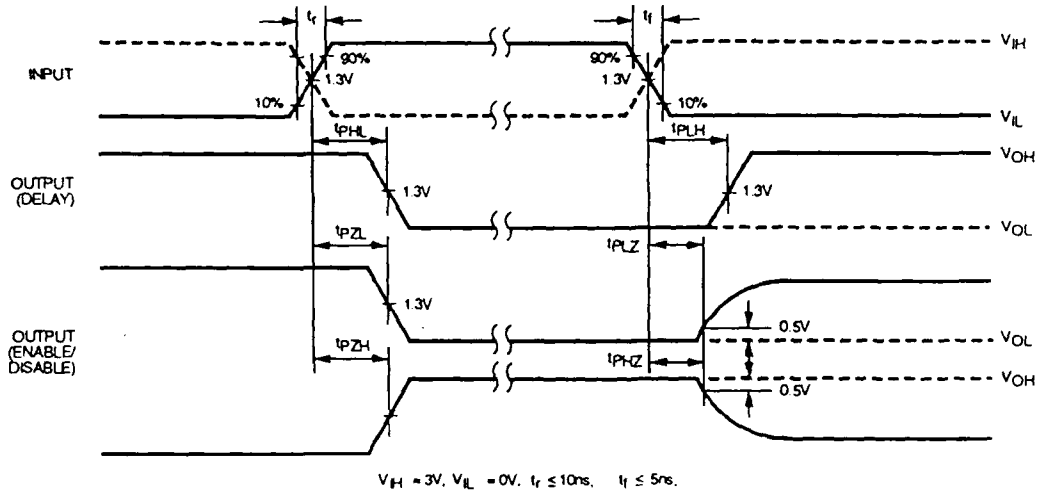 tr
tf
VIH
90%
90%
INPUT
1.3V
1.3V
10%
10%
VIL
tPHL
tPLH
VOH
OUTPUT
(DELAY)
1.3V
1.3V
VOL
tPZL
tPLZ
1.3V
0.5V
OUTPUT
(ENABLE/
DISABLE)
VOL
tPZH
tPHZ
VOH
0.5V
VIH = 3V, VIL = 0V, tr ≤ 10ns, tf ≤ 5ns.